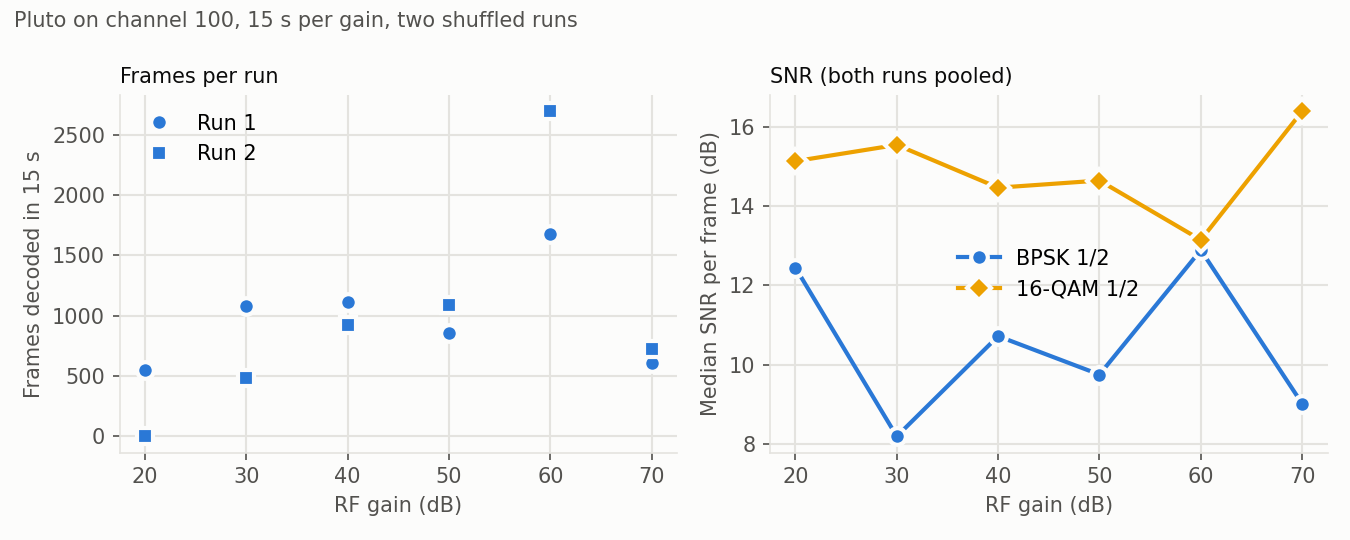 Pluto on channel 100, 15 s per gain, two shuffled runs
Frames per run
Run 1
Run 2
Frames decoded in 15 s
2500
2000
1500
1000
500
0
20 30 40 50 60 70
RF gain (dB)
SNR (both runs pooled)
BPSK 1/2
16-QAM 1/2
Median SNR per frame (dB)
16
14
12
10
8
20 30 40 50 60 70
RF gain (dB)